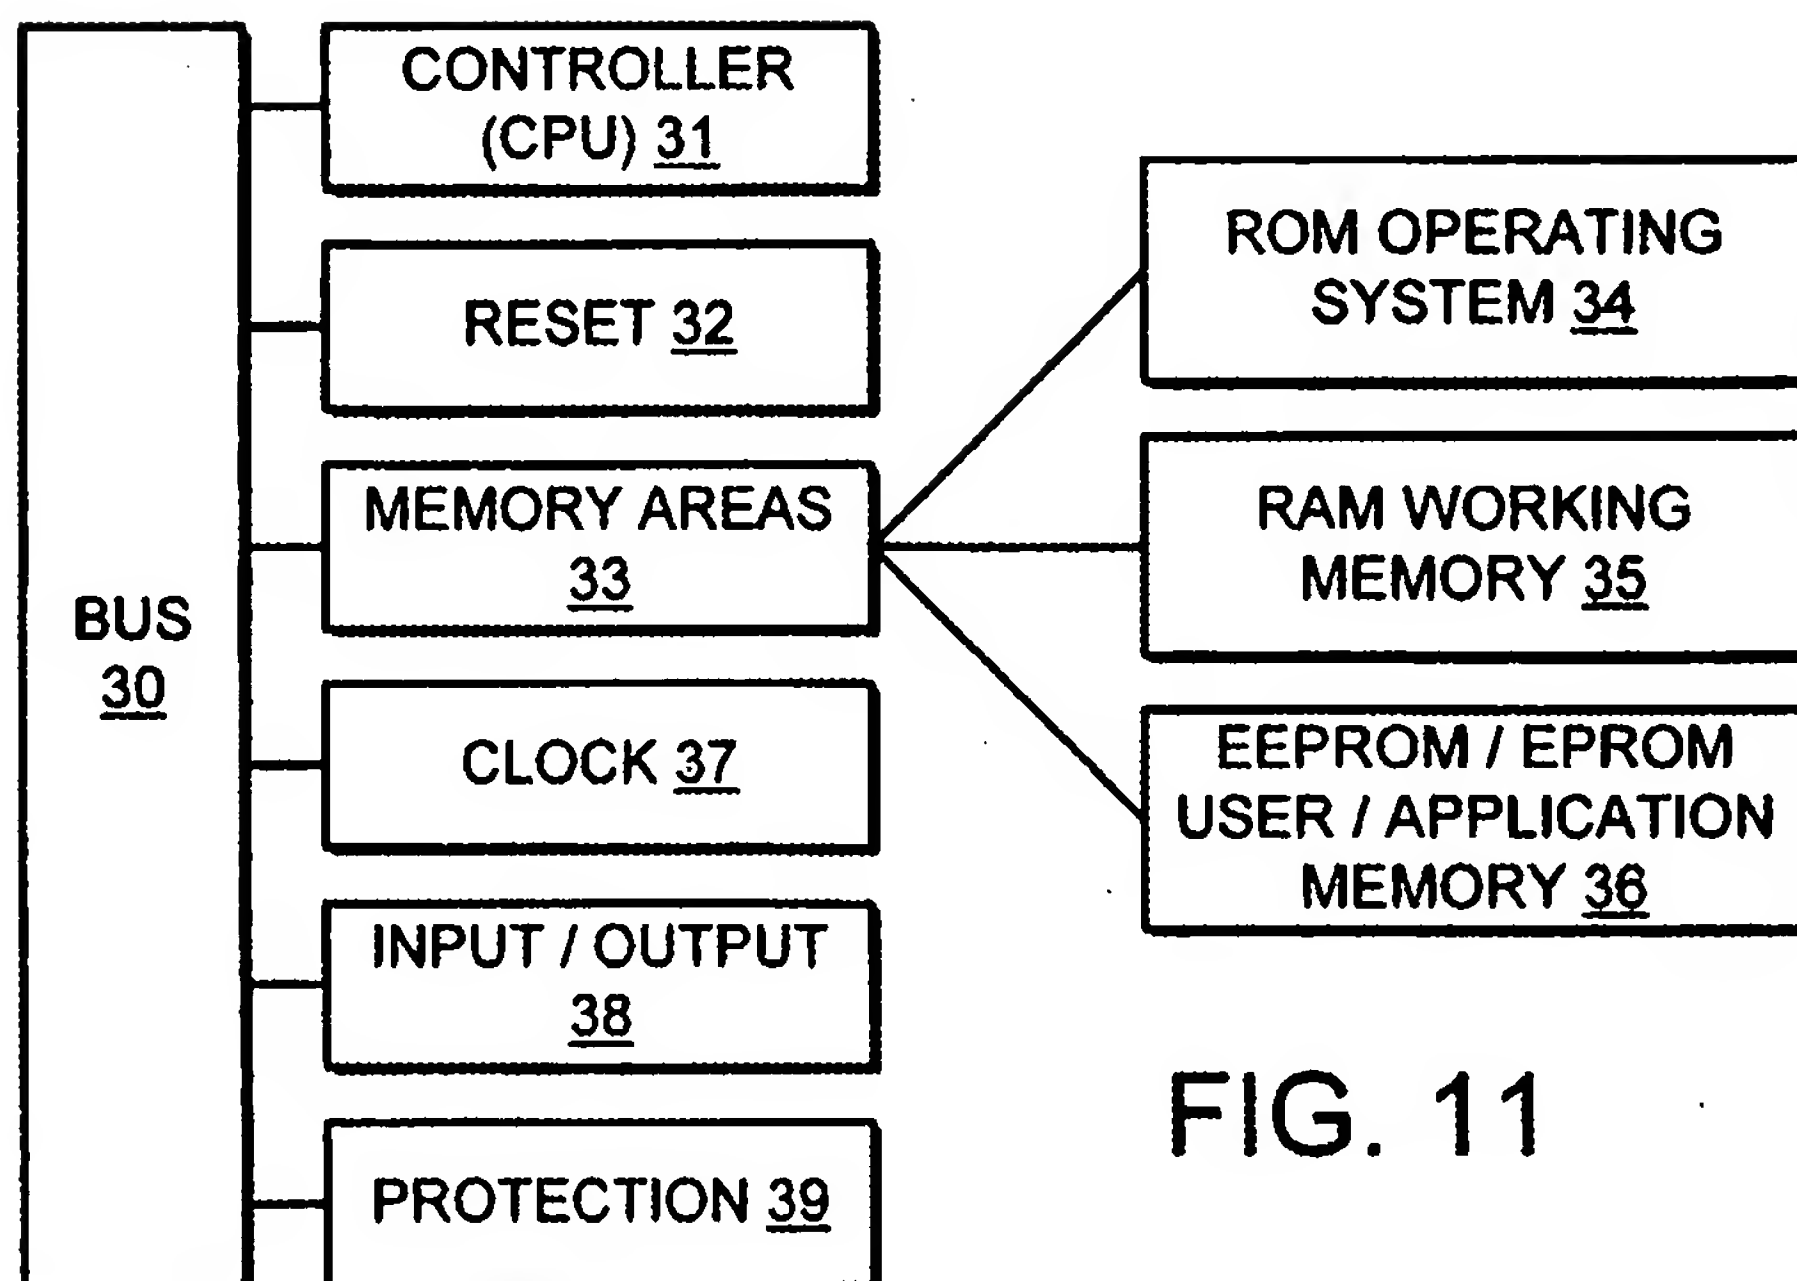 CONTROLLER
(CPU) 31
RESET 32
MEMORY AREAS
33
BUS
30
CLOCK 37
INPUT / OUTPUT
38
PROTECTION 39
ROM OPERATING
SYSTEM 34
RAM WORKING
MEMORY 35
EEPROM / EPROM
USER / APPLICATION
MEMORY 36
FIG. 11